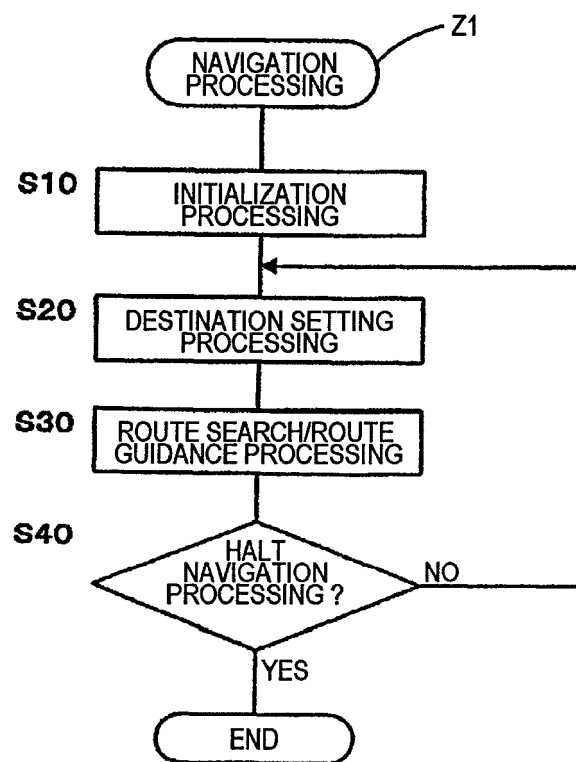 Z1
NAVIGATION
PROCESSING
S10
INITIALIZATION
PROCESSING
S20
DESTINATION SETTING
PROCESSING
S30
ROUTE SEARCH/ROUTE
GUIDANCE PROCESSING
S40
HALT
NAVIGATION
PROCESSING ?
NO
YES
END